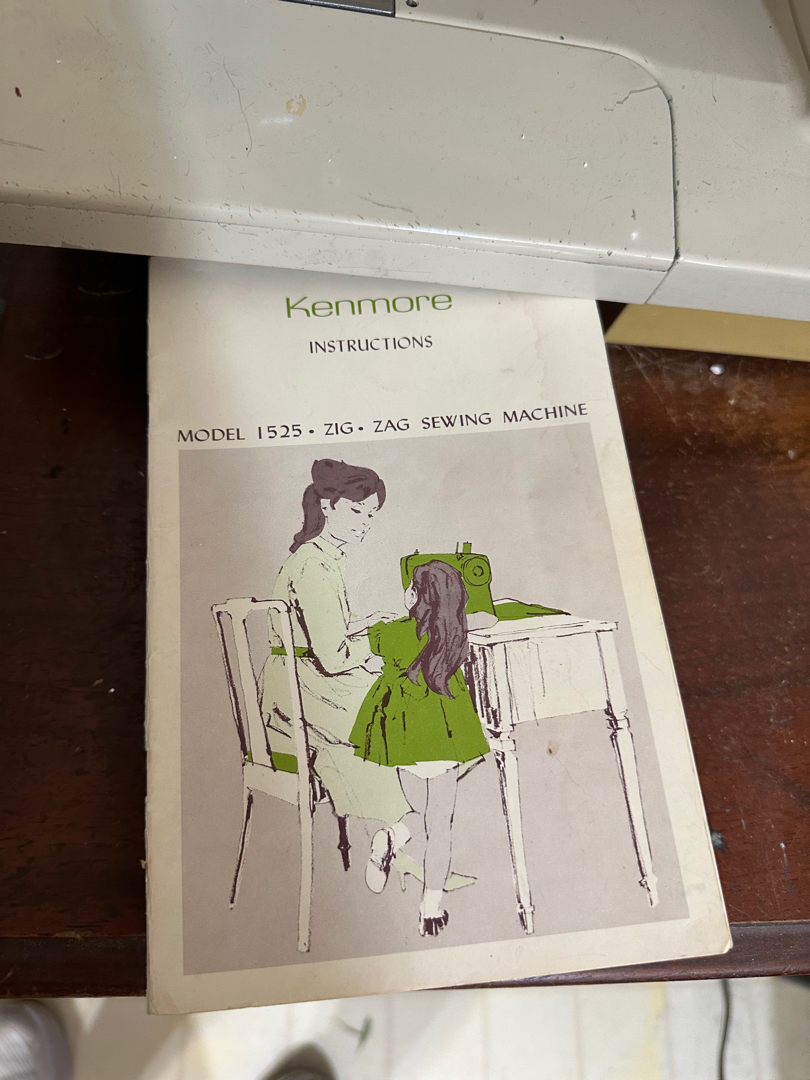 Kenmore
INSTRUCTIONS
MODEL 1525 • ZIG • ZAG SEWING MACHINE